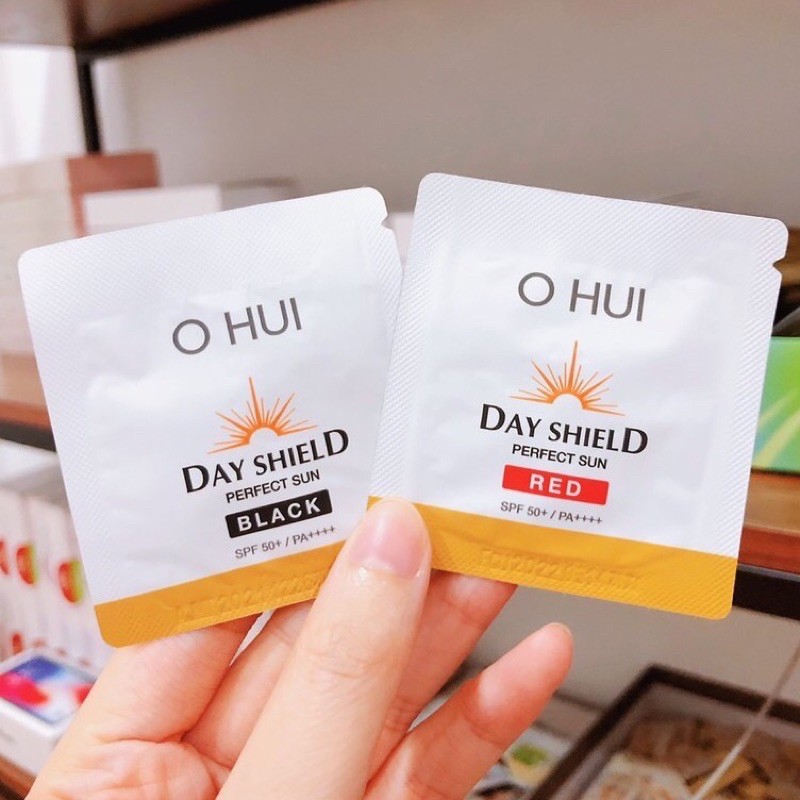 O HUI
DAY SHIELD
PERFECT SUN
BLACK
SPF 50+ / PA++++
O HUI
DAY SHIELD
PERFECT SUN
RED
SPF 50+ / PA++++